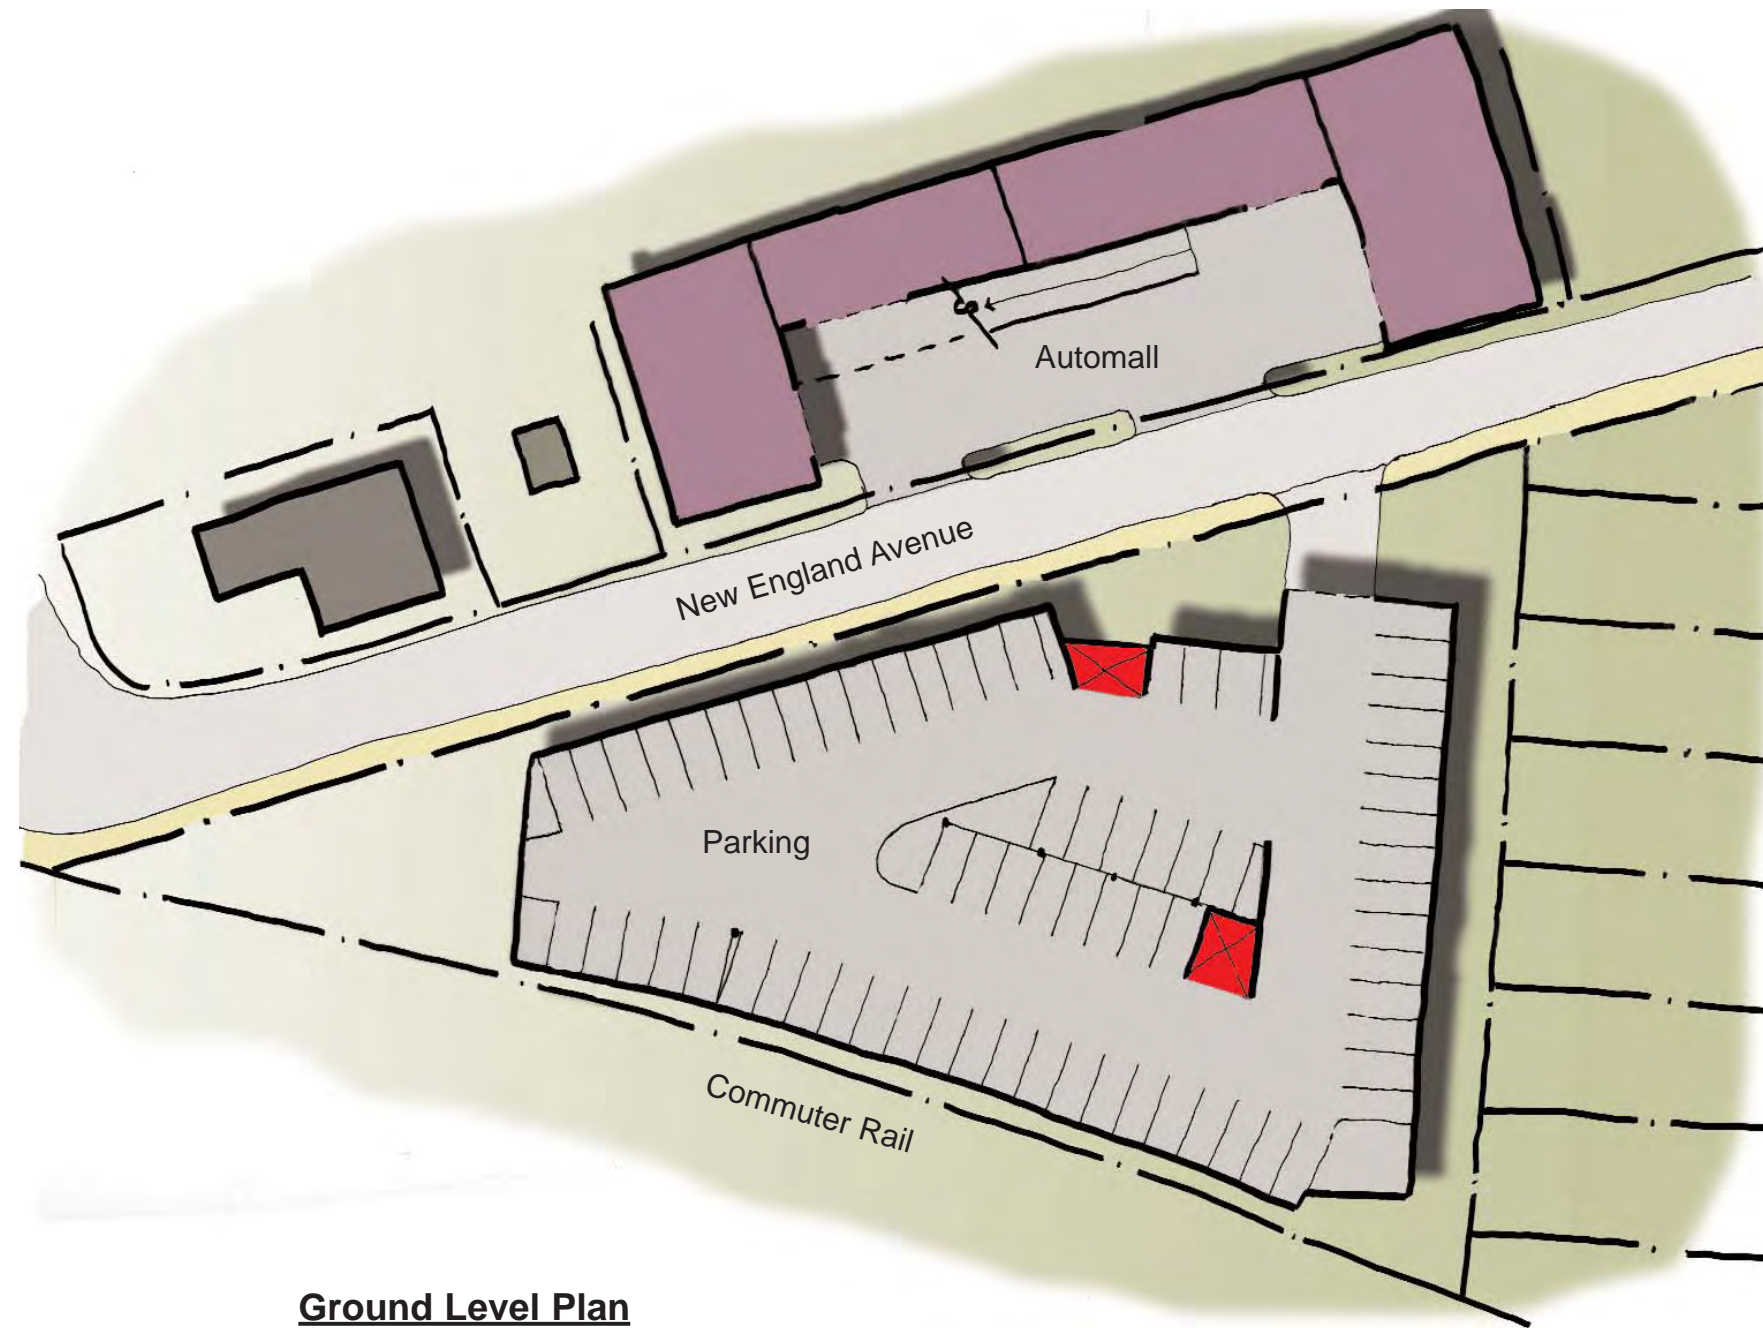 Automall
New England Avenue
Parking
Commuter Rail
Ground Level Plan